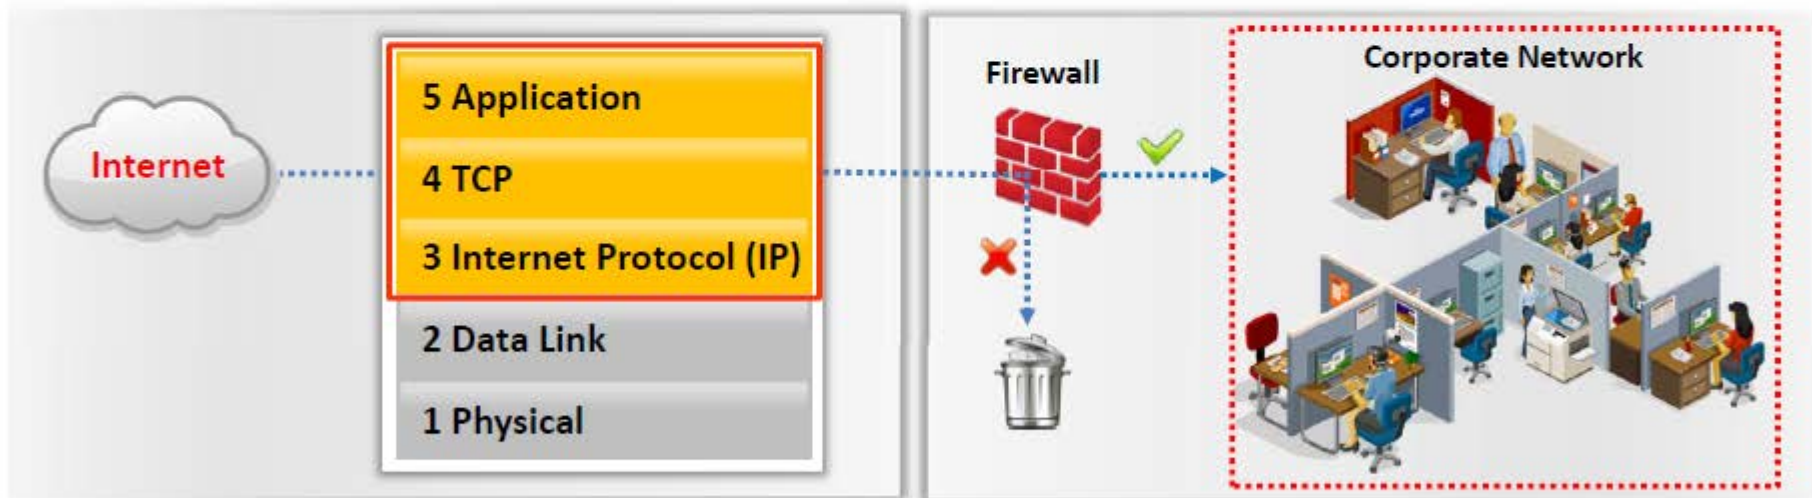 Internet
5 Application
4 TCP
3 Internet Protocol (IP)
2 Data Link
1 Physical
Firewall
Corporate Network